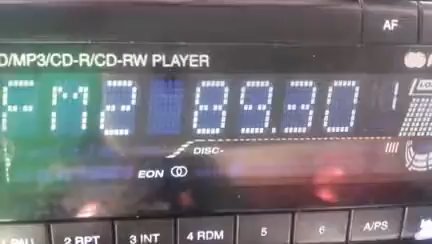 AF
D/MP3/CD-R/CD-RW PLAYER
FM2 89.30 1
DISC-
EON
2 RPT 3 INT 4 RDM 5 6 A/PS